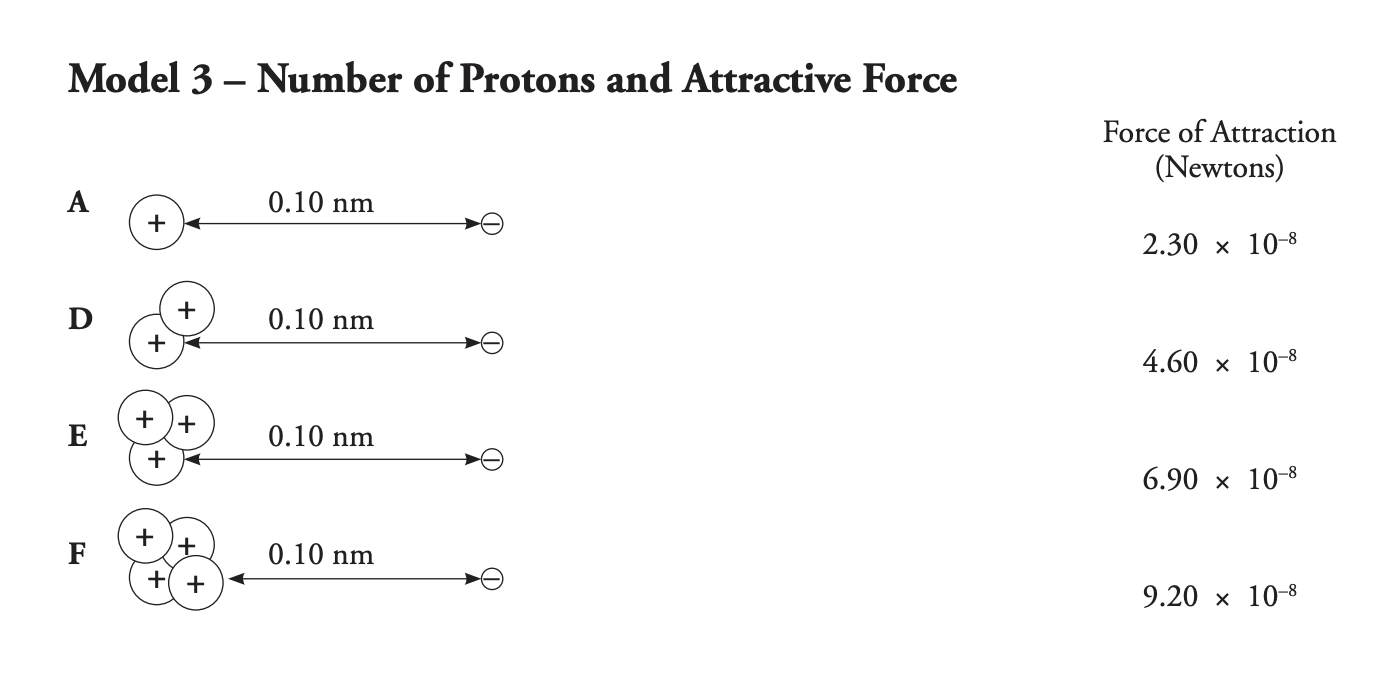 Model 3 – Number of Protons and Attractive Force
Force of Attraction
(Newtons)
A
+
0.10 nm
−
2.30 × 10⁻⁸
D
+
+
0.10 nm
−
4.60 × 10⁻⁸
E
+ +
+
0.10 nm
−
6.90 × 10⁻⁸
F
+ +
+ +
0.10 nm
−
9.20 × 10⁻⁸